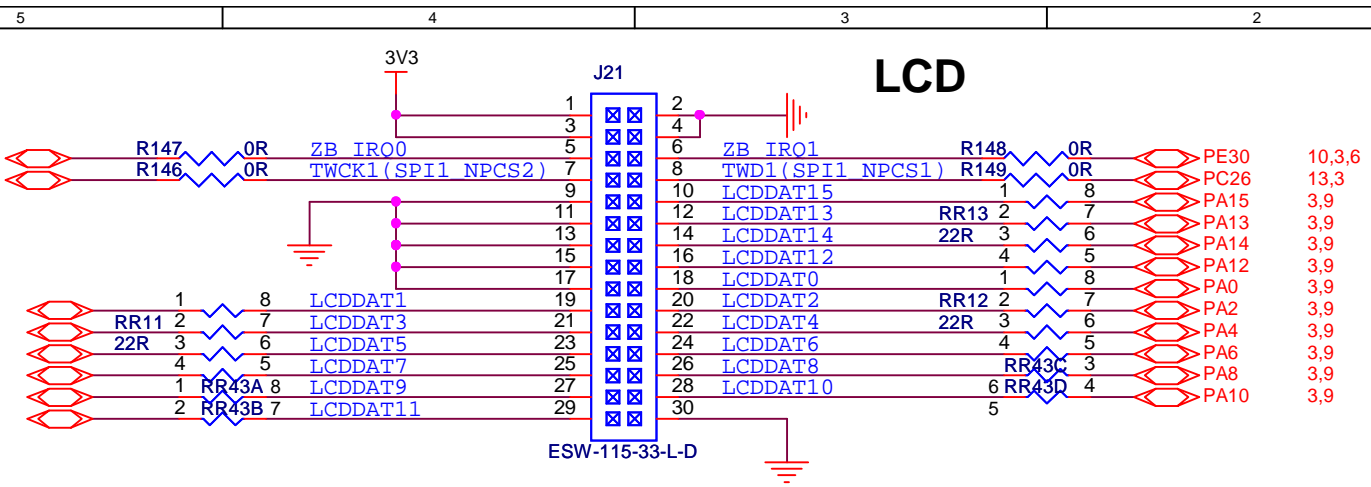 5 4 3 2
LCD
3V3
J21
1 2
3 4
R147 0R ZB_IRQ0 5 6 ZB_IRQ1 R148 0R PE30 10,3,6
R146 0R TWCK1(SPI1_NPCS2) 7 8 TWD1(SPI1_NPCS1) R149 0R PC26 13,3
9 10 LCDDAT15 1 8 PA15 3,9
11 12 LCDDAT13 RR13 2 7 PA13 3,9
13 14 LCDDAT14 22R 3 6 PA14 3,9
15 16 LCDDAT12 4 5 PA12 3,9
17 18 LCDDAT0 1 8 PA0 3,9
1 8 LCDDAT1 19 20 LCDDAT2 RR12 2 7 PA2 3,9
RR11 2 7 LCDDAT3 21 22 LCDDAT4 22R 3 6 PA4 3,9
22R 3 6 LCDDAT5 23 24 LCDDAT6 4 5 PA6 3,9
4 5 LCDDAT7 25 26 LCDDAT8 RR43C 3 PA8 3,9
1 RR43A 8 LCDDAT9 27 28 LCDDAT10 6 RR43D 4 PA10 3,9
2 RR43B 7 LCDDAT11 29 30 5
ESW-115-33-L-D